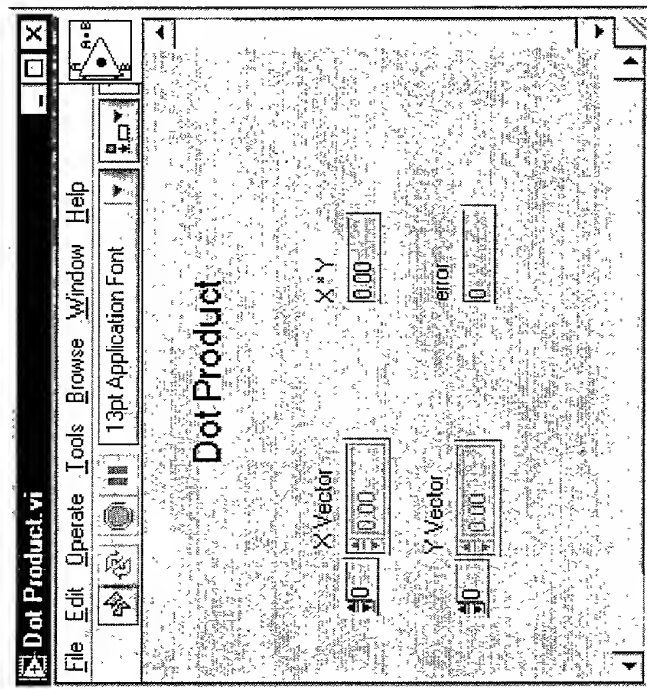 Dot Product.vi
File Edit Operate Tools Browse Window Help
13pt Application Font
A A•B
B
Dot Product
X Vector X*Y
0 0.00 0.00
Y Vector error
0 0.00 0